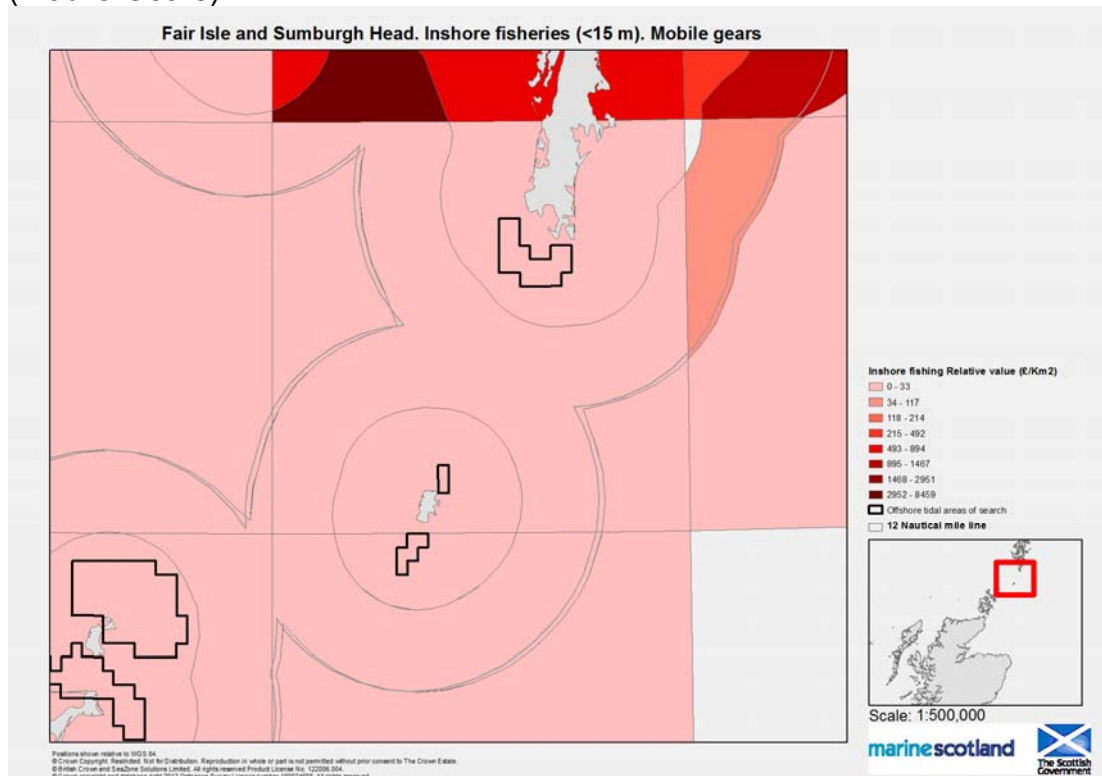 Fair Isle and Sumburgh Head. Inshore fisheries (<15 m). Mobile gears
Inshore fishing Relative value (£/Km2)
0 - 33
34 - 117
118 - 214
215 - 492
493 - 894
895 - 1467
1468 - 2951
2952 - 8459
Offshore tidal areas of search
12 Nautical mile line
Scale: 1:500,000
marinescotland
The Scottish
Government
Positions shown relative to WGS 84.
© Crown Copyright. Restricted. Not for Distribution. Reproduction in whole or part is not permitted without prior consent to The Crown Estate.
© British Crown and SeaZone Solutions Limited. All rights reserved Product Licence No. 122006.004.